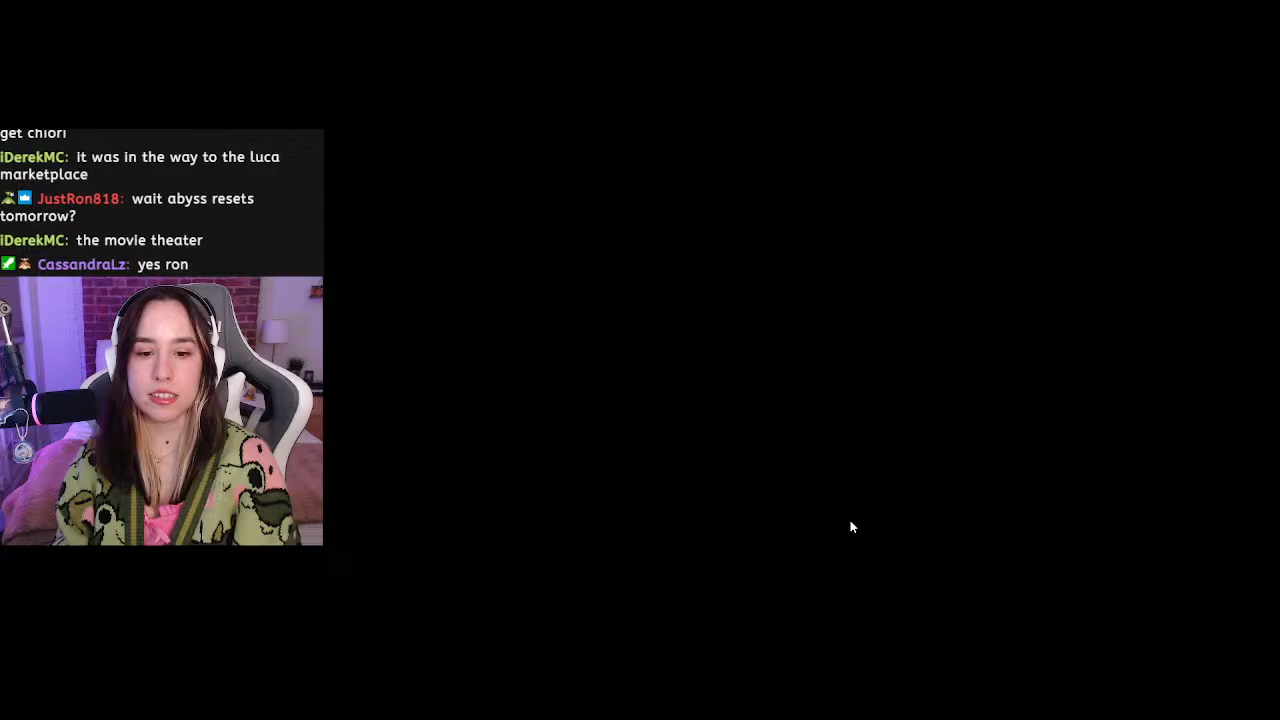 get chiori
iDerekMC: it was in the way to the luca
marketplace
JustRon818: wait abyss resets
tomorrow?
iDerekMC: the movie theater
CassandraLz: yes ron